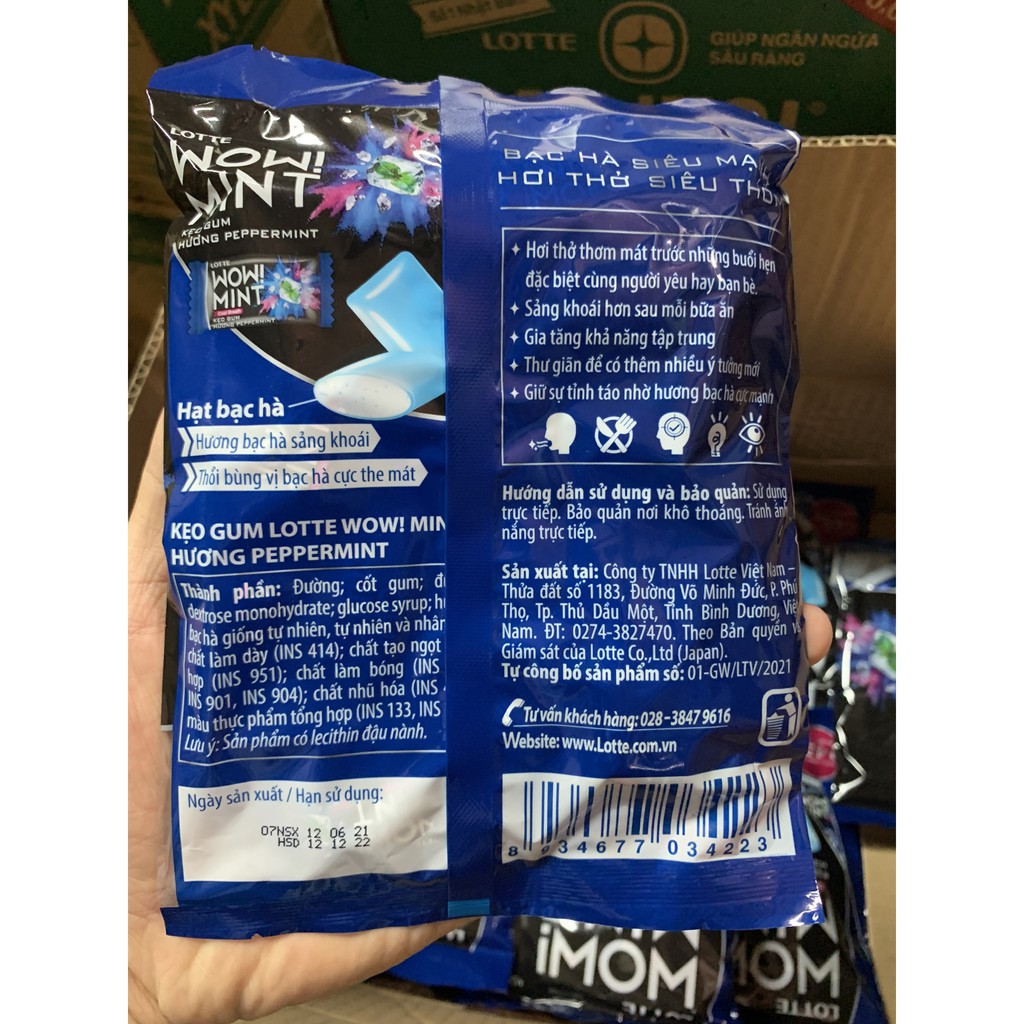 LOTTE
GIÚP NGĂN NGỪA
SÂU RĂNG
LOTTE
WOW!
MINT
KẸO GUM
HƯƠNG PEPPERMINT
LOTTE
WOW!
MINT
KẸO GUM
HƯƠNG PEPPERMINT
Hạt bạc hà
Hương bạc hà sảng khoái
Thổi bùng vị bạc hà cực the mát
KẸO GUM LOTTE WOW! MIN
HƯƠNG PEPPERMINT
Thành phần: Đường; cốt gum;
dextrose monohydrate; glucose syrup;
bạc hà giống tự nhiên, tự nhiên và nhân
chất làm dày (INS 414); chất tạo ngọt
hợp (INS 951); chất làm bóng (INS
INS 901, INS 904); chất nhũ hóa (INS
màu thực phẩm tổng hợp (INS 133, INS
Lưu ý: Sản phẩm có lecithin đậu nành.
Ngày sản xuất / Hạn sử dụng:
07NSX 12 06 21
HSD 12 12 22
BẠC HÀ SIÊU MẠ
HƠI THỞ SIÊU THƠM
Hơi thở thơm mát trước những buổi hẹn
đặc biệt cùng người yêu hay bạn bè.
Sảng khoái hơn sau mỗi bữa ăn
Gia tăng khả năng tập trung
Thư giãn để có thêm nhiều ý tưởng mới
Giữ sự tỉnh táo nhờ hương bạc hà cực mạnh
Hướng dẫn sử dụng và bảo quản: Sử dụng
trực tiếp. Bảo quản nơi khô thoáng. Tránh ánh
nắng trực tiếp.
Sản xuất tại: Công ty TNHH Lotte Việt Nam –
Thửa đất số 1183, Đường Võ Minh Đức, P. Phú
Thọ, Tp. Thủ Dầu Một, Tỉnh Bình Dương, Việt
Nam. ĐT: 0274-3827470. Theo Bản quyền và
Giám sát của Lotte Co.,Ltd (Japan).
Tự công bố sản phẩm số: 01-GW/LTV/2021
Tư vấn khách hàng: 028-3847 9616
Website: www.Lotte.com.vn
8 934677 034223
WOW!
WOW!
LOTTE